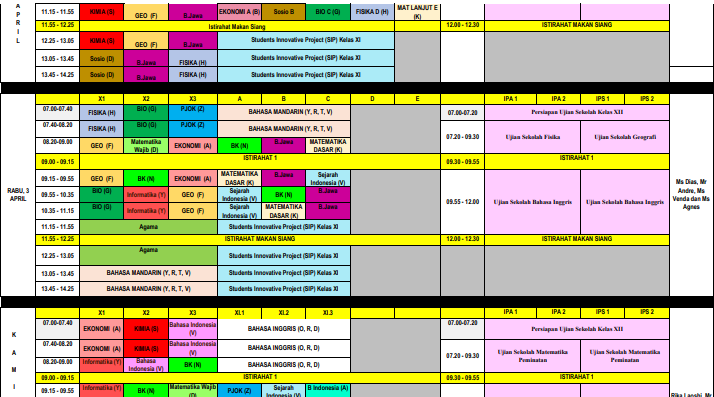 A
P
R
I
L
11.15 - 11.55 KIMIA (S) GEO (F) B.Jawa EKONOMI A (B) Sosio B BIO C (G) FISIKA D (H) MAT LANJUT E (K)
11.55 - 12.25 Istirahat Makan Siang 12.00 - 12.30 ISTIRAHAT MAKAN SIANG
12.25 - 13.05 KIMIA (S) GEO (F) B.Jawa Students Innovative Project (SIP) Kelas XI
13.05 - 13.45 Sosio (D) B.Jawa FISIKA (H) Students Innovative Project (SIP) Kelas XI
13.45 - 14.25 Sosio (D) B.Jawa FISIKA (H) Students Innovative Project (SIP) Kelas XI
RABU, 3 APRIL
X1 X2 X3 A B C D E IPA 1 IPA 2 IPS 1 IPS 2
07.00-07.40 FISIKA (H) BIO (G) PJOK (Z) BAHASA MANDARIN (Y, R, T, V) 07.00-07.20 Persiapan Ujian Sekolah Kelas XII
07.40-08.20 FISIKA (H) BIO (G) PJOK (Z) BAHASA MANDARIN (Y, R, T, V) 07.20 - 09.30 Ujian Sekolah Fisika Ujian Sekolah Geografi
08.20-09.00 GEO (F) Matematika Wajib (D) EKONOMI (A) BK (N) B.Jawa MATEMATIKA DASAR (K)
09.00 - 09.15 ISTIRAHAT 1 09.30 - 09.55 ISTIRAHAT 1
09.15 - 09.55 GEO (F) BK (N) EKONOMI (A) MATEMATIKA DASAR (K) B.Jawa Sejarah Indonesia (V) 09.55 - 12.00 Ujian Sekolah Bahasa Inggris Ujian Sekolah Bahasa Inggris
09.55 - 10.35 BIO (G) Informatika (Y) GEO (F) Sejarah Indonesia (V) BK (N) B.Jawa
10.35 - 11.15 BIO (G) Informatika (Y) GEO (F) Sejarah Indonesia (V) MATEMATIKA DASAR (K) B.Jawa
11.15 - 11.55 Agama Students Innovative Project (SIP) Kelas XI
11.55 - 12.25 ISTIRAHAT MAKAN SIANG 12.00 - 12.30 ISTIRAHAT MAKAN SIANG
12.25 - 13.05 Agama Students Innovative Project (SIP) Kelas XI
13.05 - 13.45 BAHASA MANDARIN (Y, R, T, V) Students Innovative Project (SIP) Kelas XI
13.45 - 14.25 BAHASA MANDARIN (Y, R, T, V) Students Innovative Project (SIP) Kelas XI
Ms Dias, Mr
Andre, Ms
Venda dan Ms
Agnes
K
A
M
I
X1 X2 X3 XI.1 XI.2 XI.3 IPA 1 IPA 2 IPS 1 IPS 2
07.00-07.40 EKONOMI (A) KIMIA (S) Bahasa Indonesia (V) BAHASA INGGRIS (O, R, D) 07.00-07.20 Persiapan Ujian Sekolah Kelas XII
07.40-08.20 EKONOMI (A) KIMIA (S) Bahasa Indonesia (V) BAHASA INGGRIS (O, R, D) 07.20 - 09.30 Ujian Sekolah Matematika Peminatan Ujian Sekolah Matematika Peminatan
08.20-09.00 Informatika (Y) Bahasa Indonesia (V) BK (N) BAHASA INGGRIS (O, R, D)
09.00 - 09.15 ISTIRAHAT 1 09.30 - 09.55 ISTIRAHAT 1
09.15 - 09.55 Informatika (Y) BK (N) Matematika Wajib (D) PJOK (Z) Sejarah Indonesia (V) B Indonesia (A)